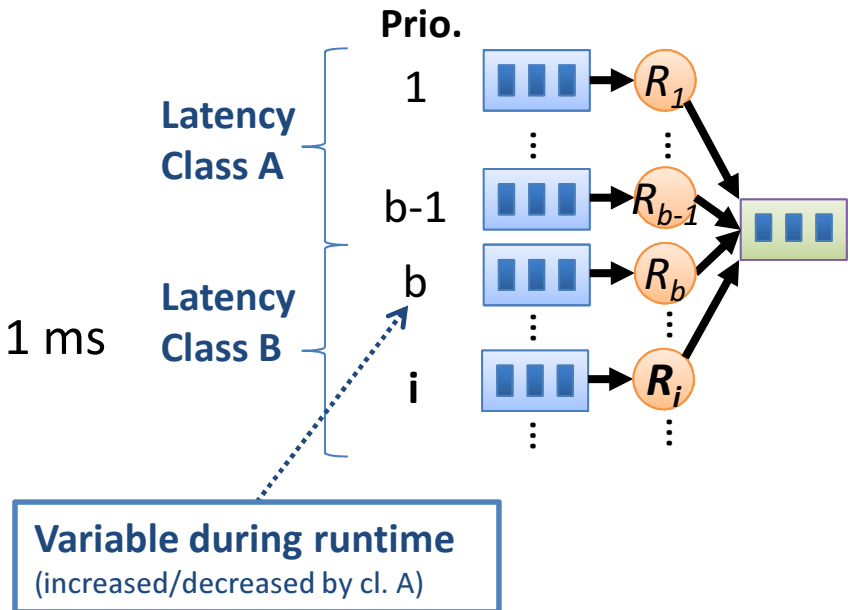 Prio.
1
R1
Latency
Class A
b-1
Rb-1
b
Rb
Latency
Class B
1 ms
i
Ri
Variable during runtime
(increased/decreased by cl. A)